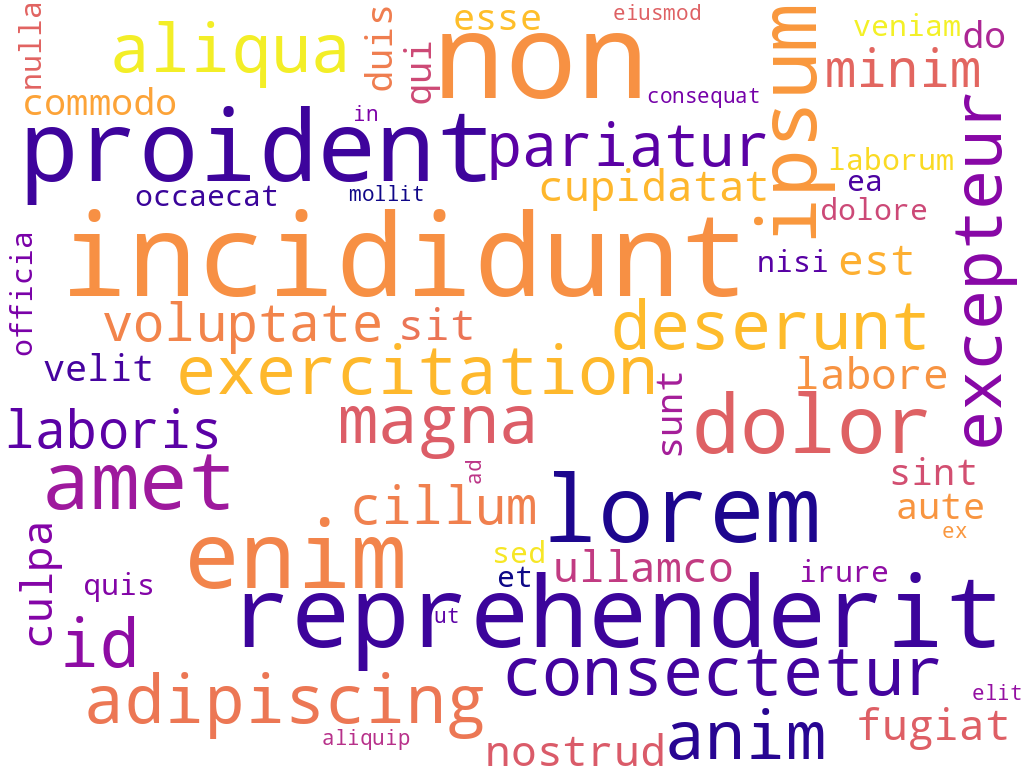 nulla
aliqua
duis
qui
esse
non
eiusmod
ipsum
veniam
do
minim
commodo
in
consequat
proident
pariatur
excepteur
laborum
occaecat
mollit
cupidatat
ea
dolore
incididunt
officia
nisi
est
voluptate
sit
deserunt
velit
exercitation
sunt
labore
laboris
magna
dolor
amet
ad
cillum
lorem
sint
aute
ex
enim
sed
et
ullamco
irure
culpa
quis
reprehenderit
ut
id
consectetur
adipiscing
elit
aliquip
nostrud
anim
fugiat